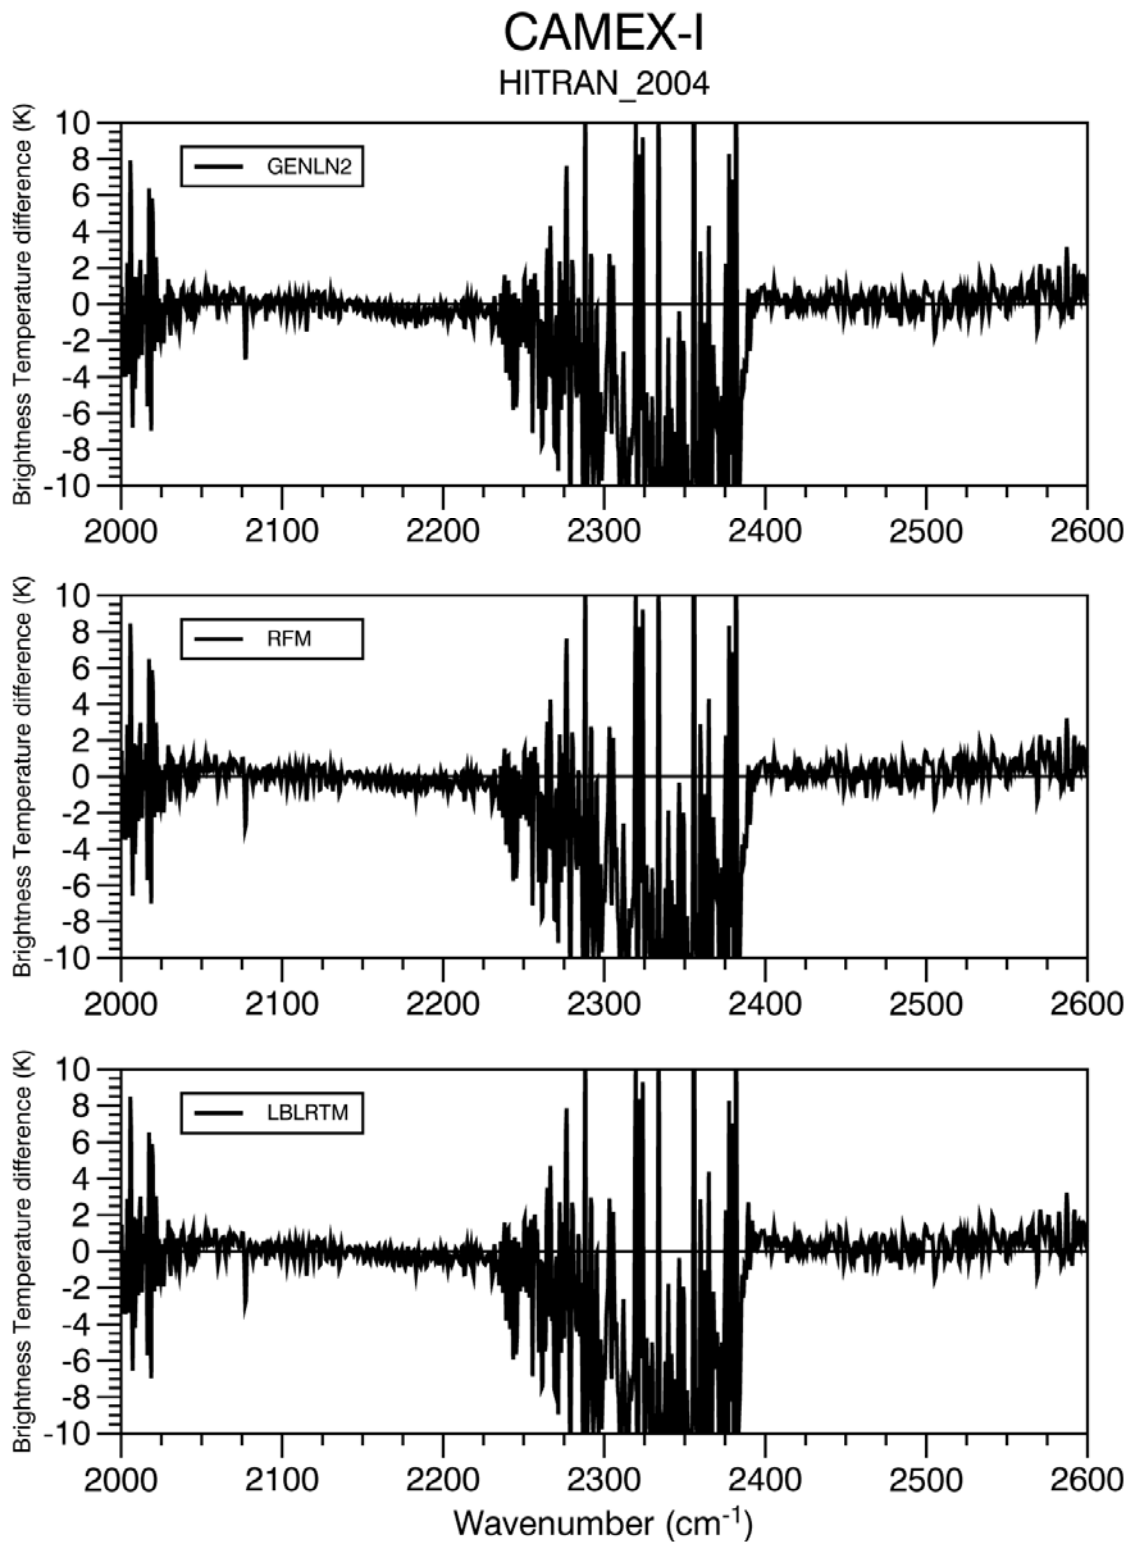 CAMEX-I
HITRAN_2004
Brightness Temperature difference (K)
10
8
6
4
2
0
-2
-4
-6
-8
-10
GENLN2
2000 2100 2200 2300 2400 2500 2600
Brightness Temperature difference (K)
10
8
6
4
2
0
-2
-4
-6
-8
-10
RFM
2000 2100 2200 2300 2400 2500 2600
Brightness Temperature difference (K)
10
8
6
4
2
0
-2
-4
-6
-8
-10
LBLRTM
2000 2100 2200 2300 2400 2500 2600
Wavenumber (cm⁻¹)